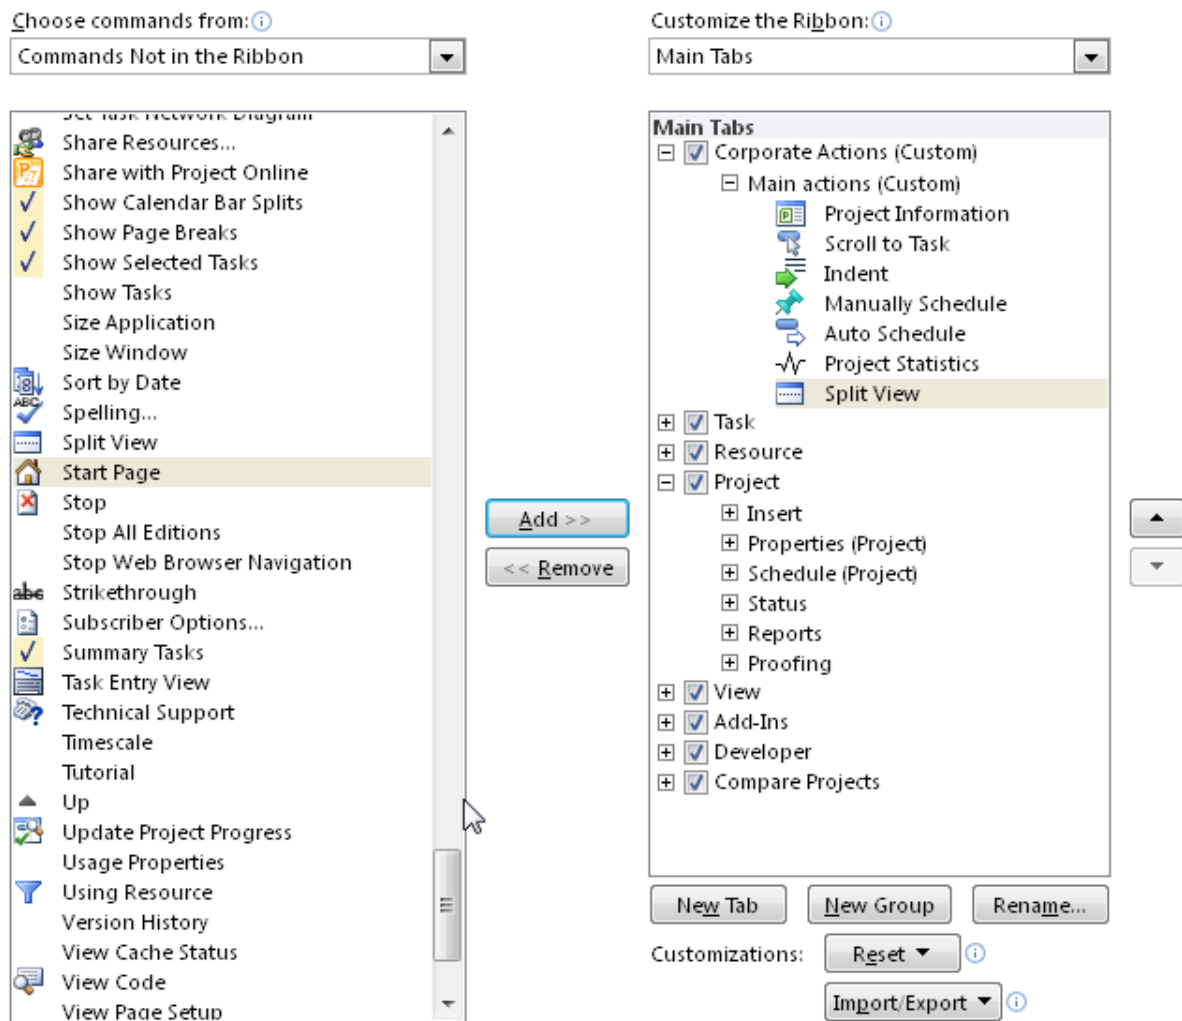 Choose commands from:
Commands Not in the Ribbon
Set Task Network Diagram
Share Resources...
Share with Project Online
Show Calendar Bar Splits
Show Page Breaks
Show Selected Tasks
Show Tasks
Size Application
Size Window
Sort by Date
Spelling...
Split View
Start Page
Stop
Stop All Editions
Stop Web Browser Navigation
Strikethrough
Subscriber Options...
Summary Tasks
Task Entry View
Technical Support
Timescale
Tutorial
Up
Update Project Progress
Usage Properties
Using Resource
Version History
View Cache Status
View Code
View Page Setup
Add >>
<< Remove
Customize the Ribbon:
Main Tabs
Main Tabs
Corporate Actions (Custom)
Main actions (Custom)
Project Information
Scroll to Task
Indent
Manually Schedule
Auto Schedule
Project Statistics
Split View
Task
Resource
Project
Insert
Properties (Project)
Schedule (Project)
Status
Reports
Proofing
View
Add-Ins
Developer
Compare Projects
New Tab New Group Rename...
Customizations: Reset
Import/Export